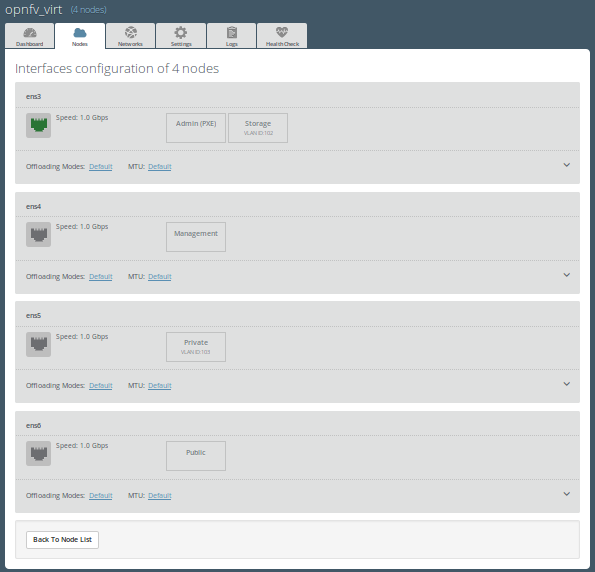 opnfv_virt (4 nodes)
Dashboard Nodes Networks Settings Logs Health Check
Interfaces configuration of 4 nodes
ens3
Speed: 1.0 Gbps
Admin (PXE) Storage
VLAN ID:102
Offloading Modes: Default MTU: Default
ens4
Speed: 1.0 Gbps
Management
Offloading Modes: Default MTU: Default
ens5
Speed: 1.0 Gbps
Private
VLAN ID:103
Offloading Modes: Default MTU: Default
ens6
Speed: 1.0 Gbps
Public
Offloading Modes: Default MTU: Default
Back To Node List